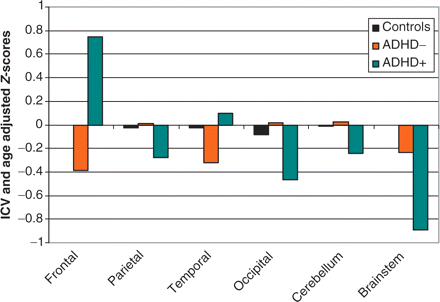 ICV and age adjusted Z-scores
1
0.8
0.6
0.4
0.2
0
−0.2
−0.4
−0.6
−0.8
−1
Controls
ADHD−
ADHD+
Frontal
Parietal
Temporal
Occipital
Cerebellum
Brainstem